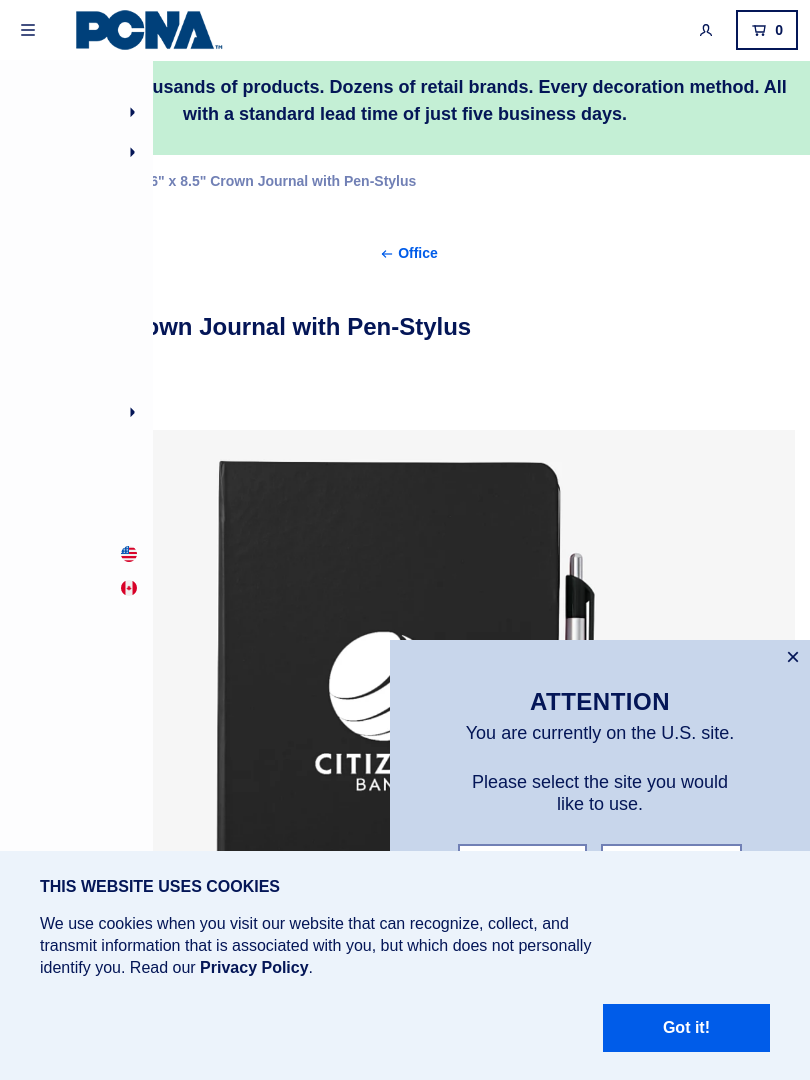 PCNA™
0
usands of products. Dozens of retail brands. Every decoration method. All
with a standard lead time of just five business days.
6" x 8.5" Crown Journal with Pen-Stylus
Office
own Journal with Pen-Stylus
CITIZ
BAN
ATTENTION
You are currently on the U.S. site.
Please select the site you would
like to use.
THIS WEBSITE USES COOKIES
We use cookies when you visit our website that can recognize, collect, and
transmit information that is associated with you, but which does not personally
identify you. Read our Privacy Policy.
Got it!